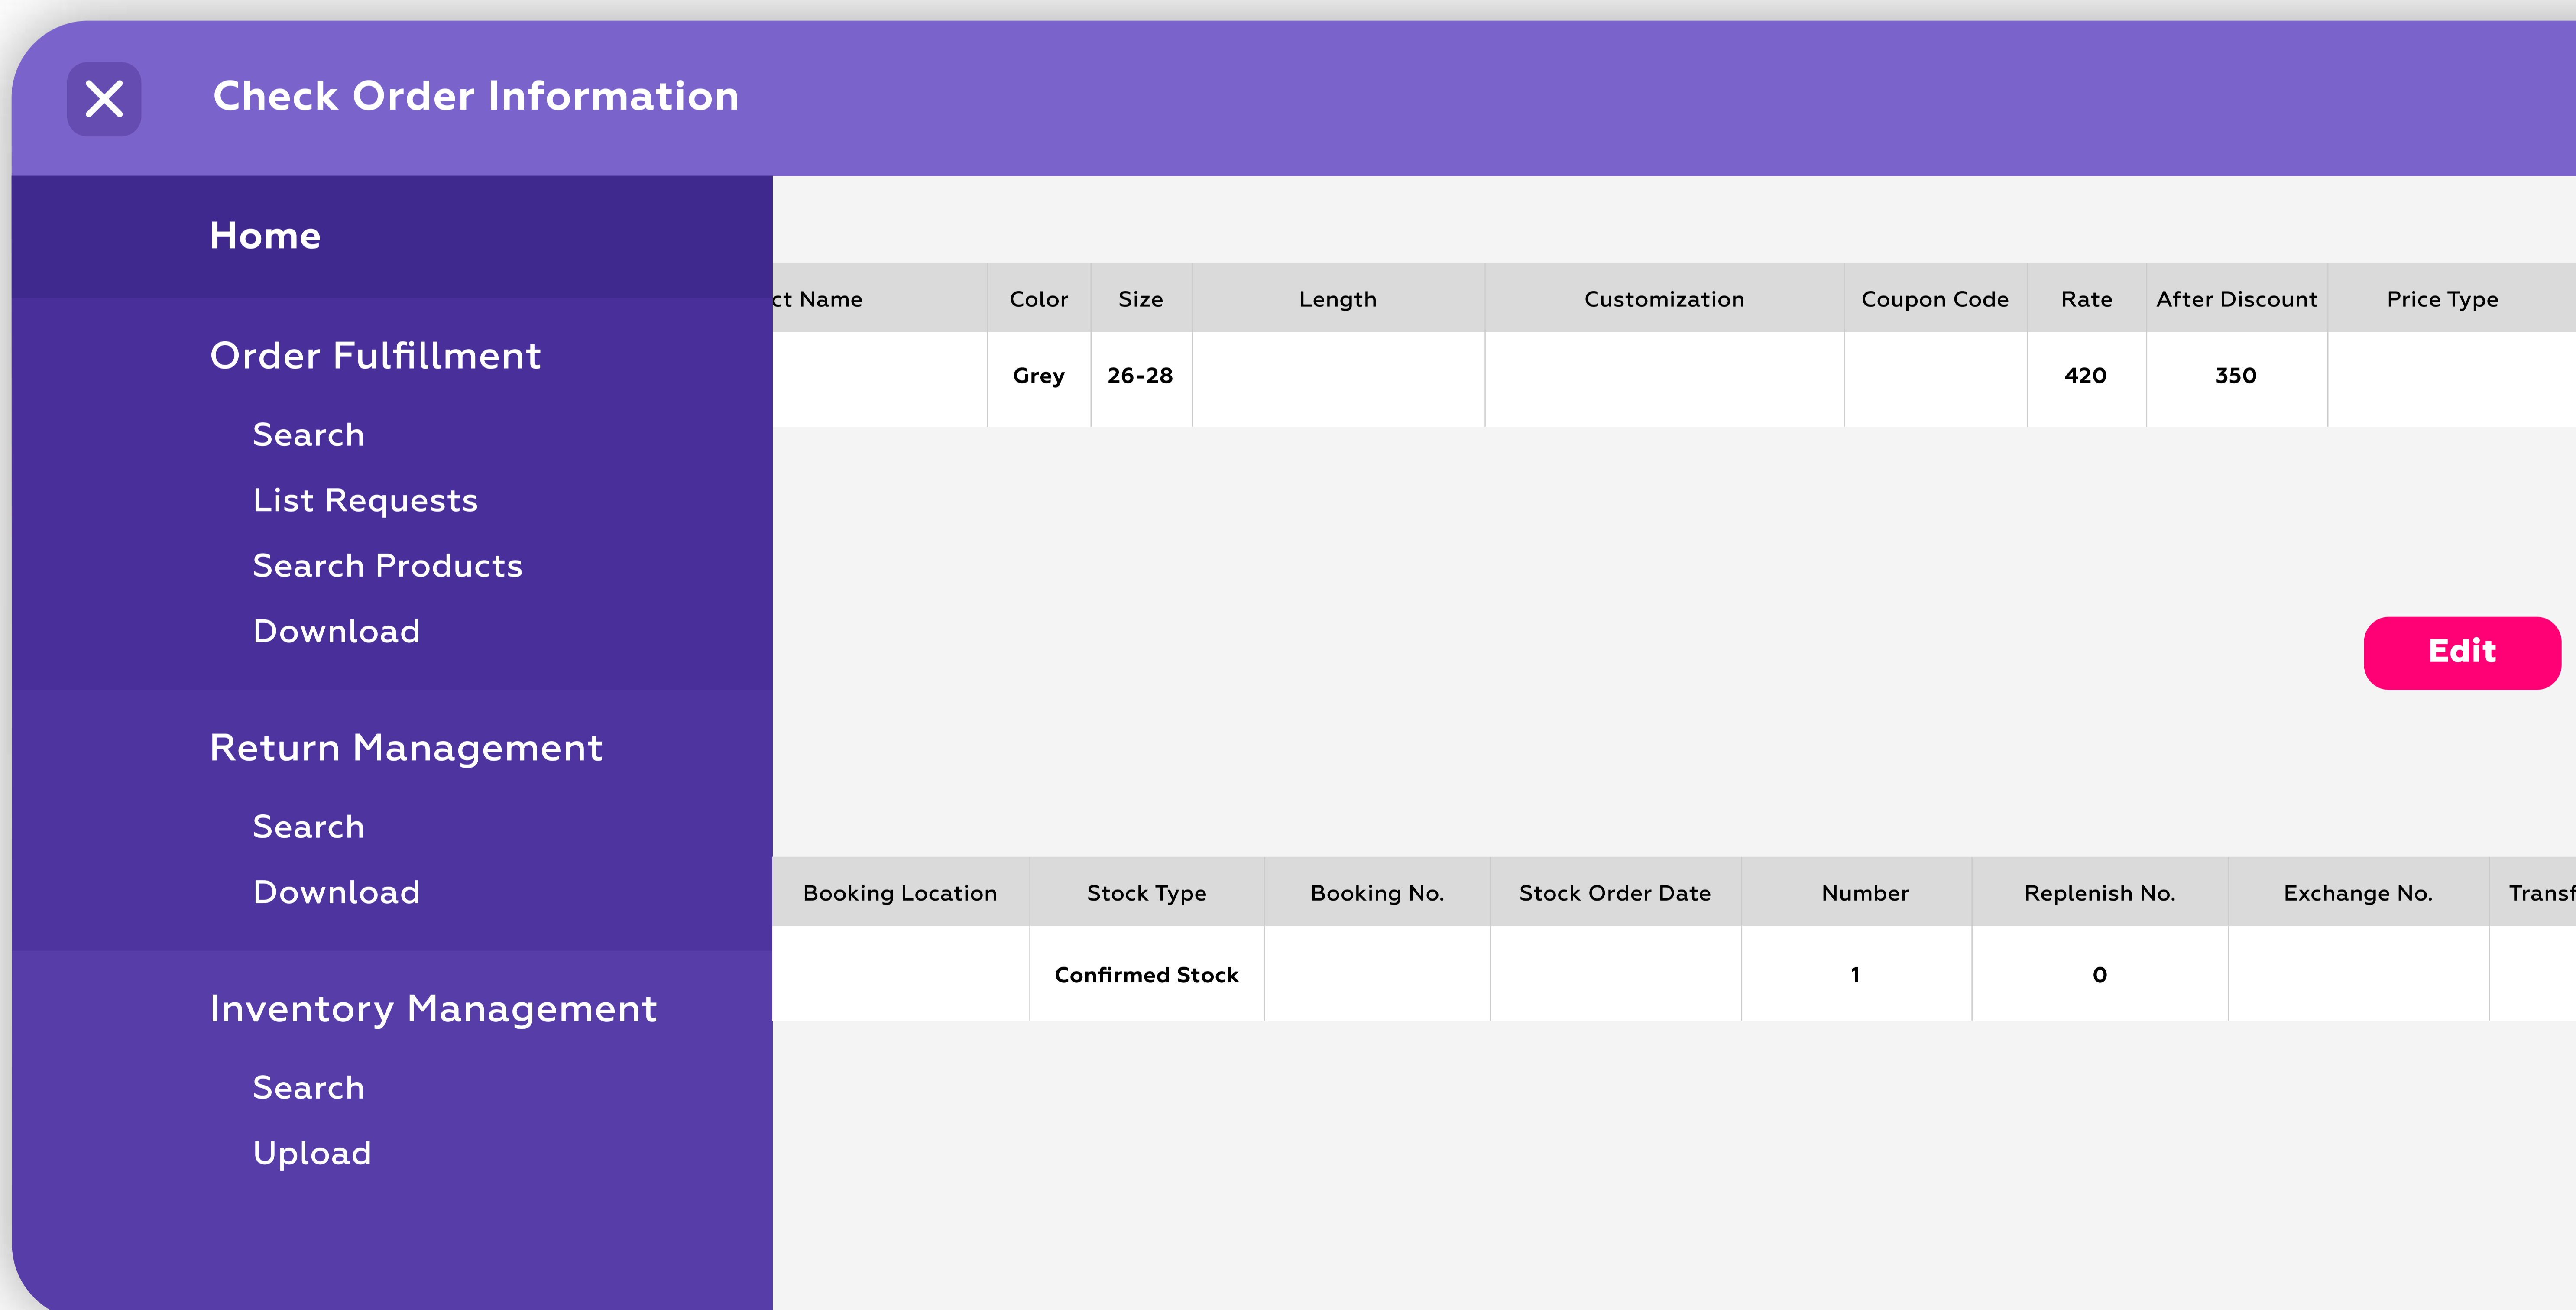 Check Order Information
Home
Order Fulfillment
Search
List Requests
Search Products
Download
Return Management
Search
Download
Inventory Management
Search
Upload
ct Name Color Size Length Customization Coupon Code Rate After Discount Price Type
Grey 26-28 420 350
Edit
Booking Location Stock Type Booking No. Stock Order Date Number Replenish No. Exchange No. Transf
Confirmed Stock 1 0